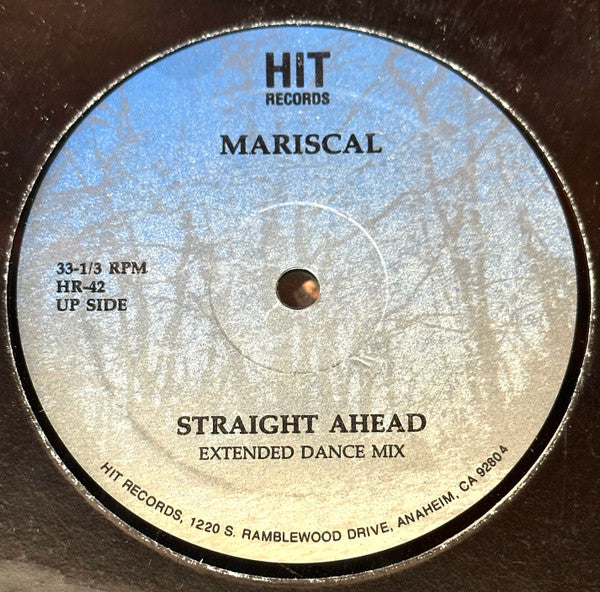 HIT
RECORDS
MARISCAL
33-1/3 RPM
HR-42
UP SIDE
STRAIGHT AHEAD
EXTENDED DANCE MIX
HIT RECORDS, 1220 S. RAMBLEWOOD DRIVE, ANAHEIM, CA 92804